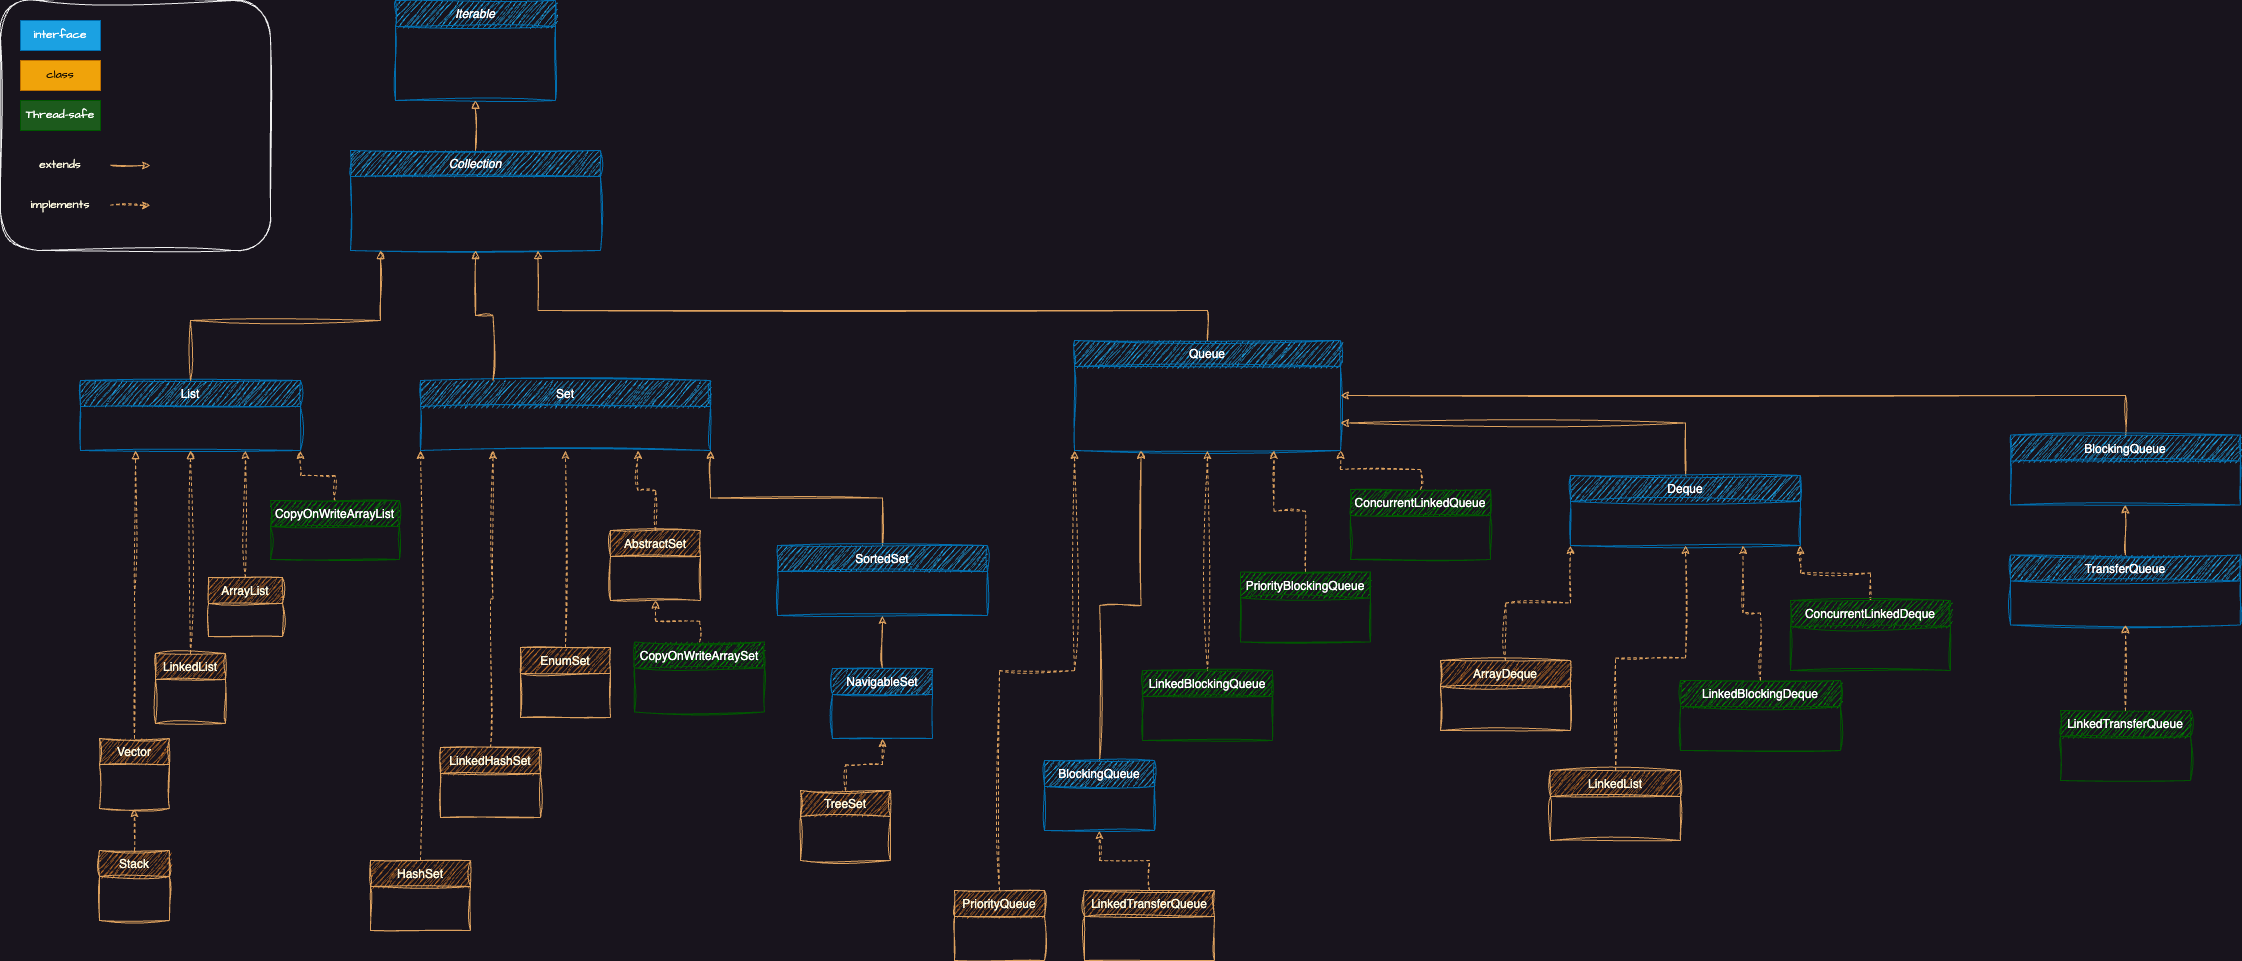 interface
class
Thread-safe
extends
implements
Iterable
Collection
Queue
List
Set
BlockingQueue
Deque
ConcurrentLinkedQueue
CopyOnWriteArrayList
AbstractSet
SortedSet
TransferQueue
PriorityBlockingQueue
ArrayList
ConcurrentLinkedDeque
CopyOnWriteArraySet
EnumSet
LinkedList
ArrayDeque
NavigableSet
LinkedBlockingQueue
LinkedBlockingDeque
LinkedTransferQueue
Vector
LinkedHashSet
BlockingQueue
LinkedList
TreeSet
Stack
HashSet
PriorityQueue
LinkedTransferQueue